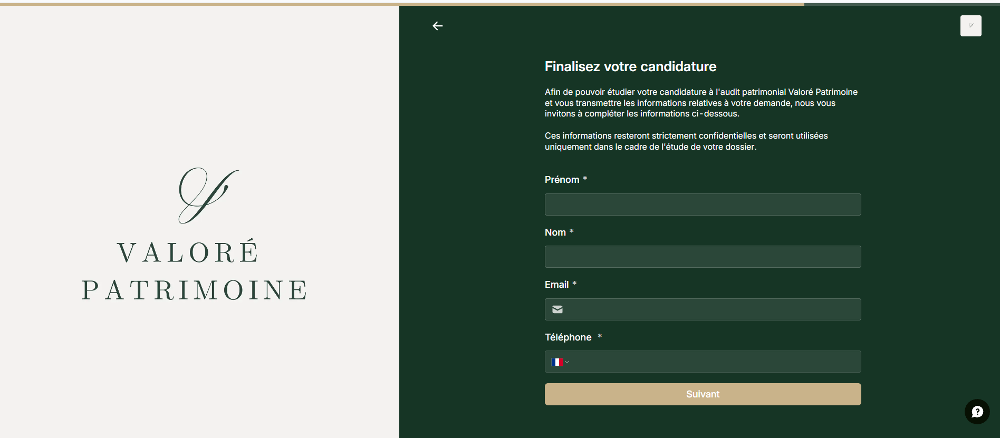 VALORÉ
PATRIMOINE
Finalisez votre candidature
Afin de pouvoir étudier votre candidature à l'audit patrimonial Valoré Patrimoine
et vous transmettre les informations relatives à votre demande, nous vous
invitons à compléter les informations ci-dessous.
Ces informations resteront strictement confidentielles et seront utilisées
uniquement dans le cadre de l'étude de votre dossier.
Prénom *
Nom *
Email *
Téléphone *
Suivant